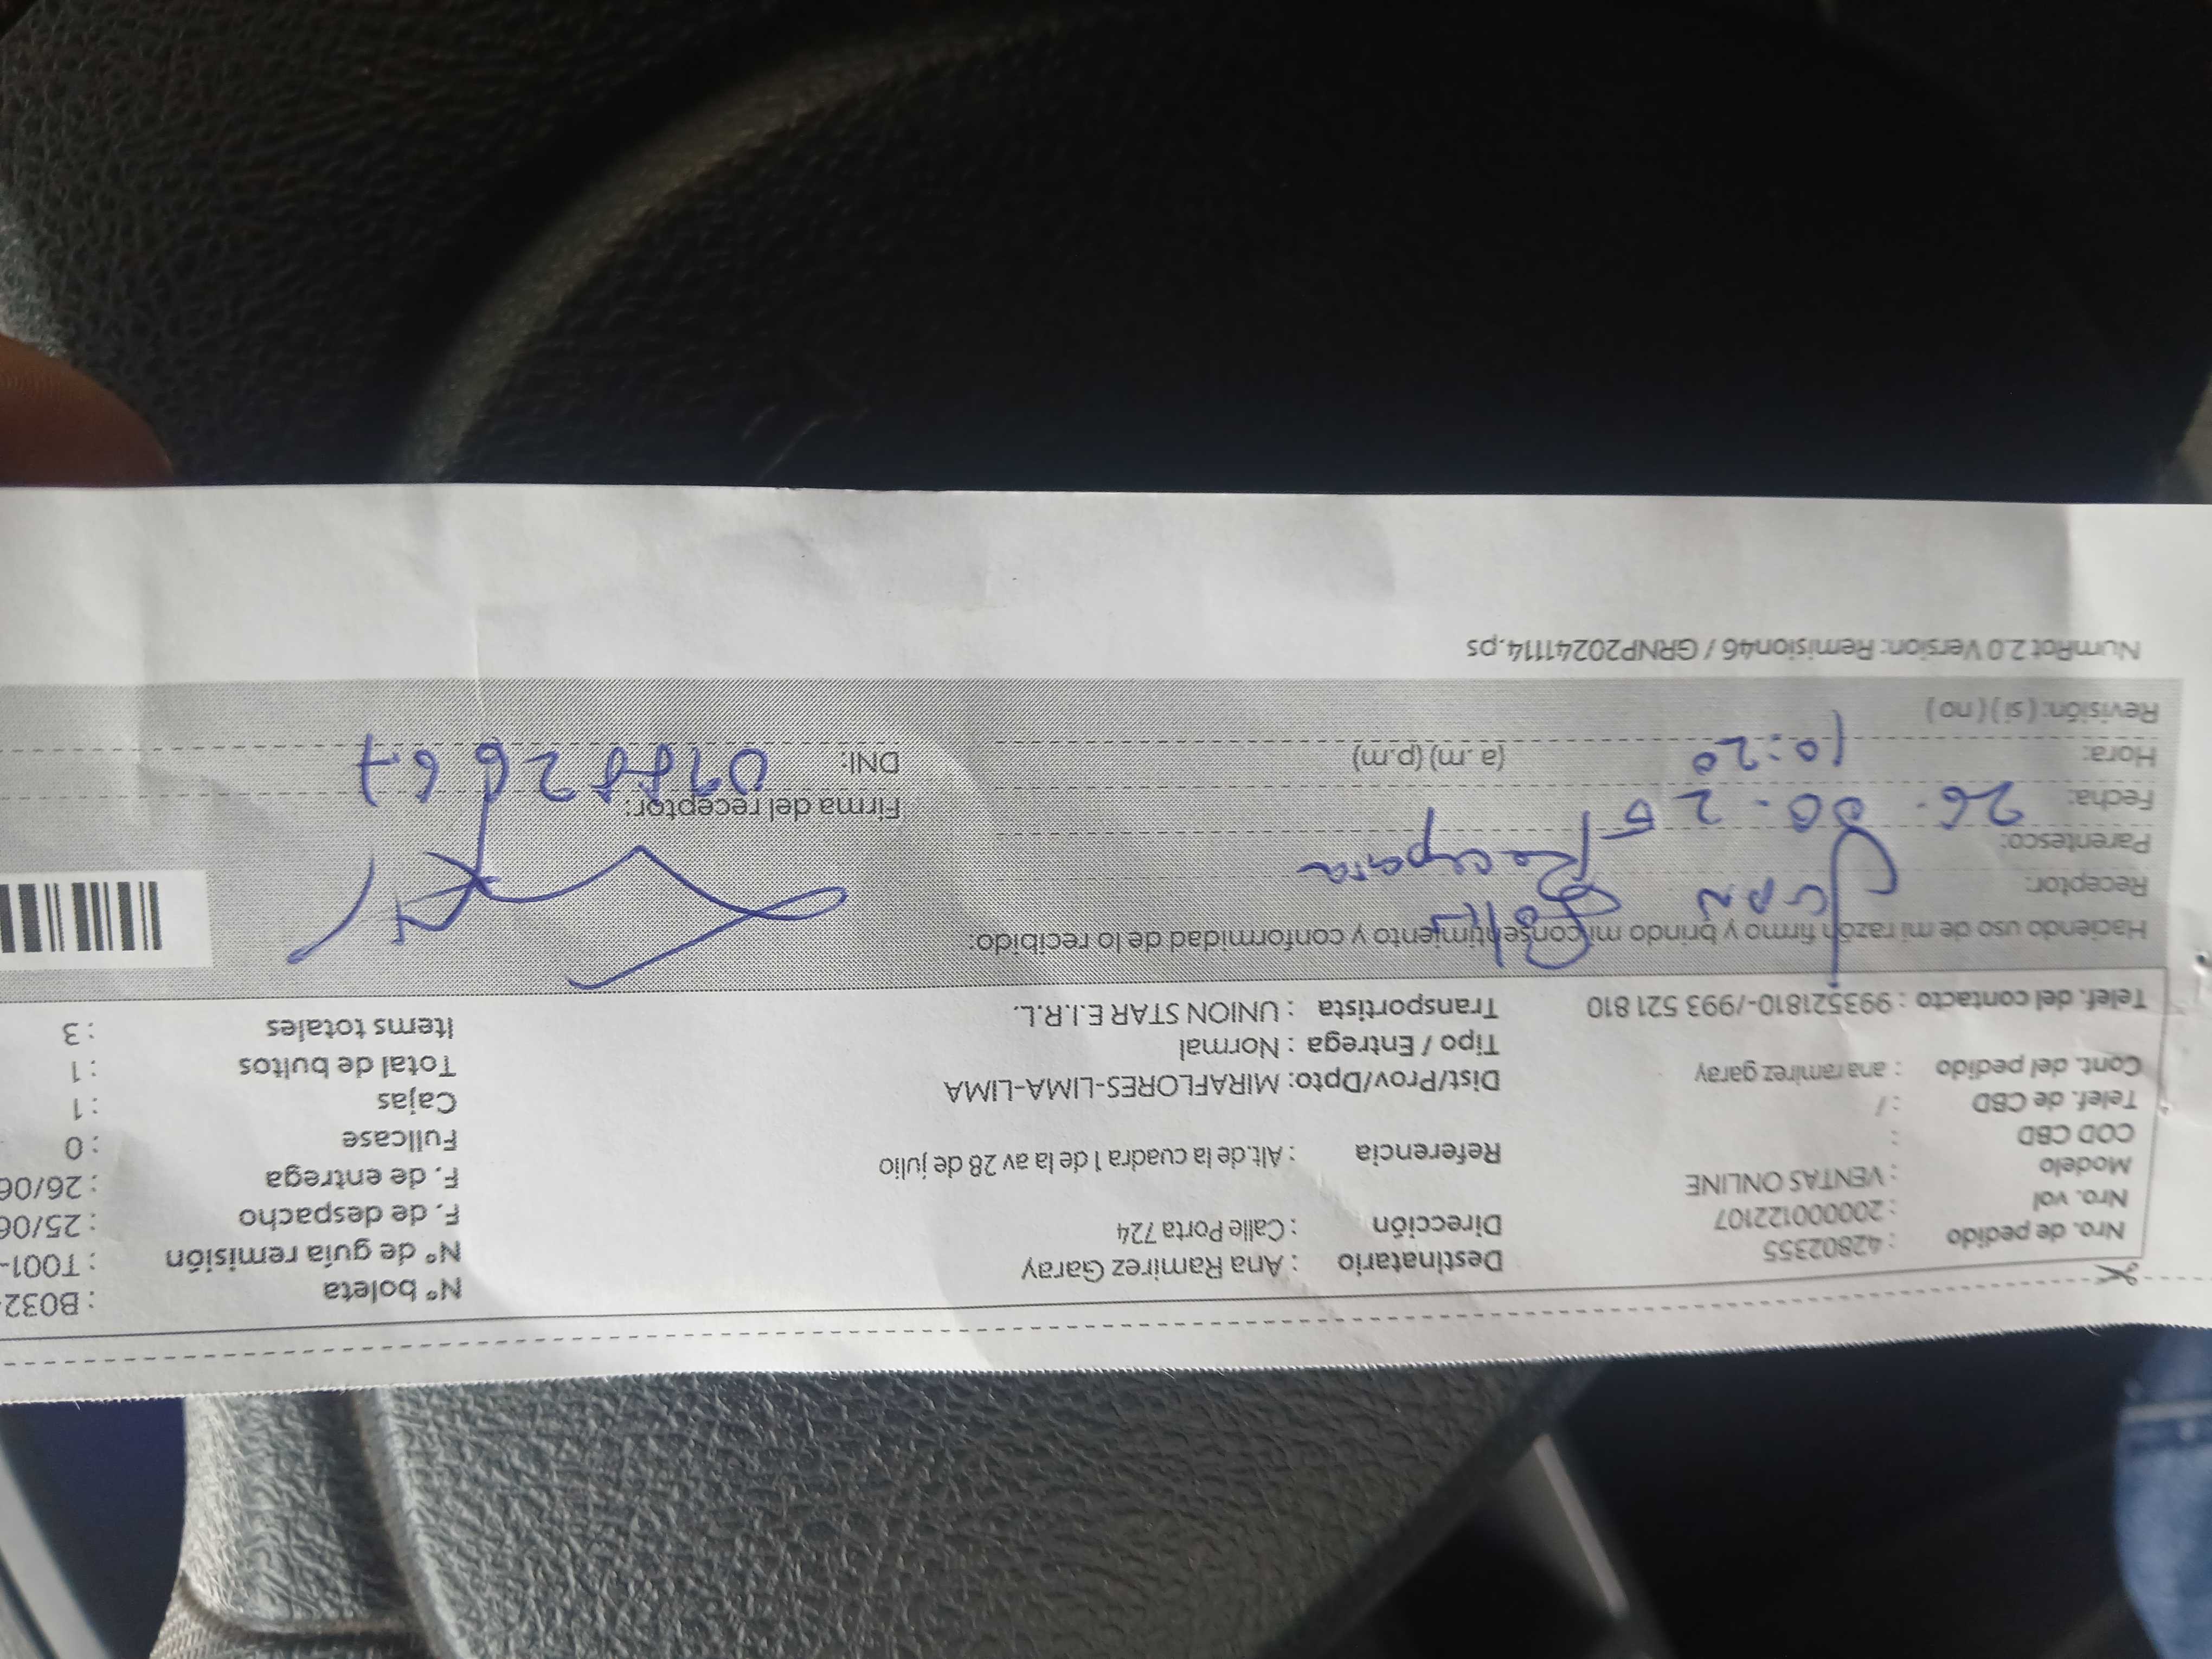 Nro. de pedido : 42802355
Nro. vol : 20000122107
Modelo : VENTAS ONLINE
COD CBD :
Telef. de CBD : /
Cont. del pedido : ana ramirez garay
Telef. del contacto : 993521810-/993 521 810
Destinatario : Ana Ramirez Garay
Dirección : Calle Porta 724
Referencia : Alt.de la cuadra 1 de la av 28 de julio
Dist/Prov/Dpto: MIRAFLORES-LIMA-LIMA
Tipo / Entrega : Normal
Transportista : UNION STAR E.I.R.L.
N° boleta : B032-
N° de guía remisión : T001-
F. de despacho : 25/06
F. de entrega : 26/06
Fullcase : 0
Cajas : 1
Total de bultos : 1
Items totales : 3
Haciendo uso de mi razón firmo y brindo mi consentimiento y conformidad de lo recibido:
Receptor: Juan
Parentesco:
Fecha: 26-06-25
Hora: 10:20 (a.m) (p.m)
Revisión: (si) (no)
Firma del receptor:
DNI:
NumRot 2.0 Version: Remision46 / GRNP20241114.ps